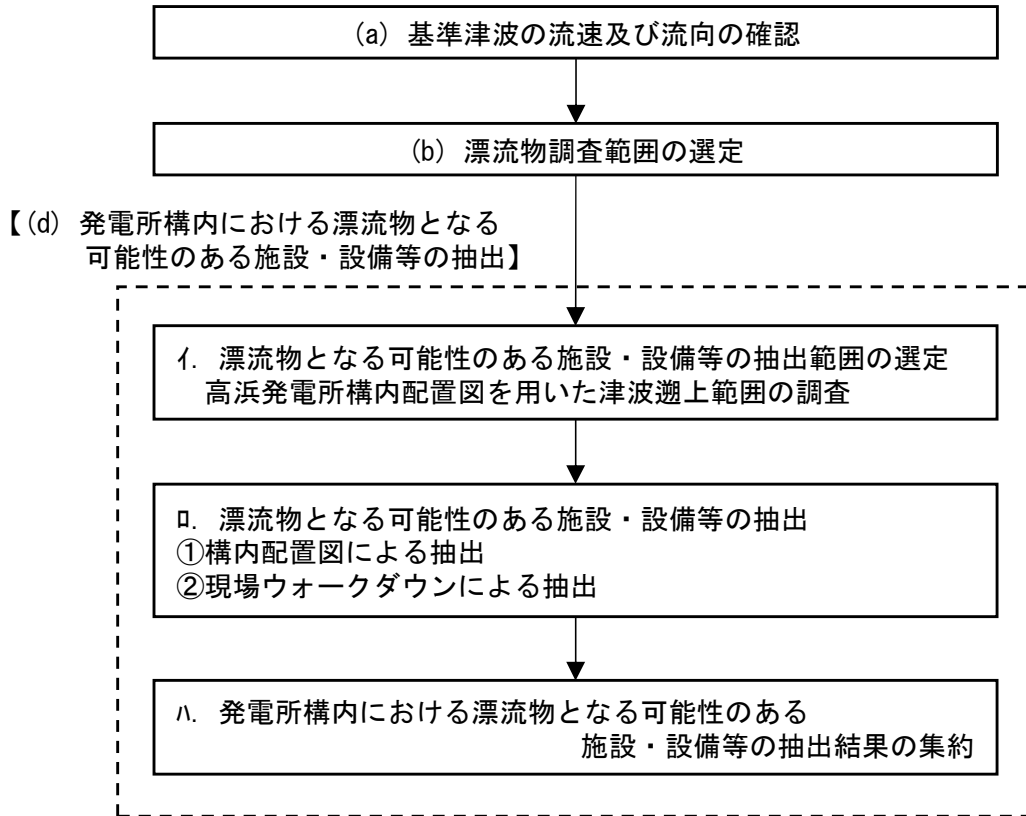 (a) 基準津波の流速及び流向の確認
(b) 漂流物調査範囲の選定
【(d) 発電所構内における漂流物となる
可能性のある施設・設備等の抽出】
ｲ. 漂流物となる可能性のある施設・設備等の抽出範囲の選定
高浜発電所構内配置図を用いた津波遡上範囲の調査
ﾛ. 漂流物となる可能性のある施設・設備等の抽出
①構内配置図による抽出
②現場ウォークダウンによる抽出
ﾊ. 発電所構内における漂流物となる可能性のある
施設・設備等の抽出結果の集約